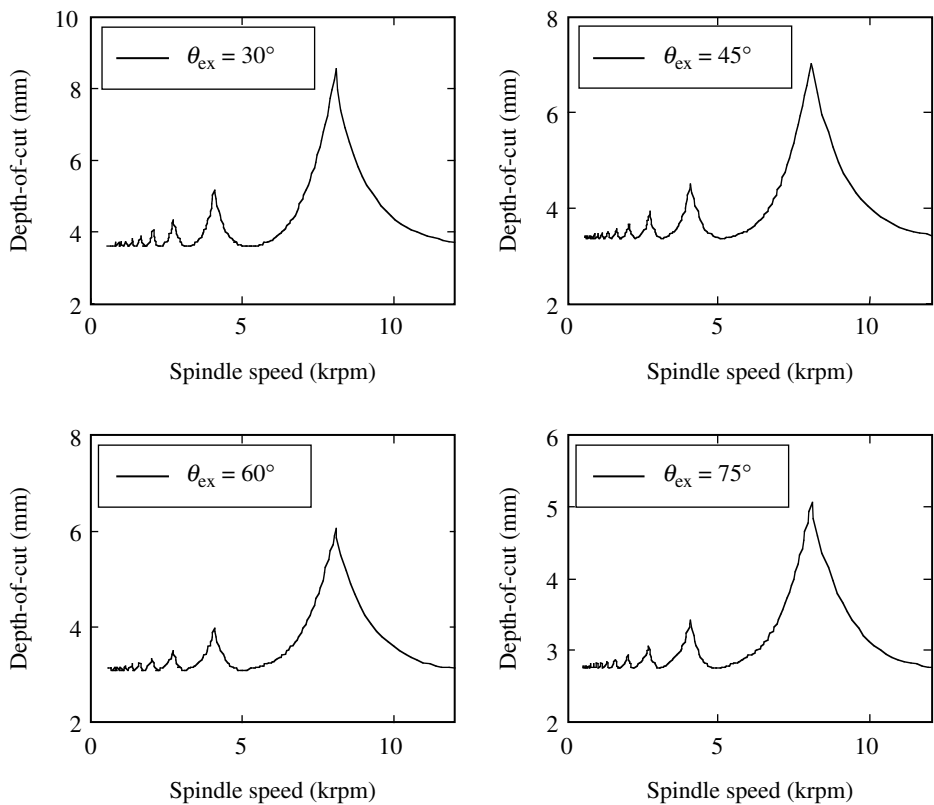 10
8
6
4
2
Depth-of-cut (mm)
θex = 30°
0
5
10
Spindle speed (krpm)
8
6
4
2
Depth-of-cut (mm)
θex = 45°
0
5
10
Spindle speed (krpm)
8
6
4
2
Depth-of-cut (mm)
θex = 60°
0
5
10
Spindle speed (krpm)
6
5
4
3
2
Depth-of-cut (mm)
θex = 75°
0
5
10
Spindle speed (krpm)